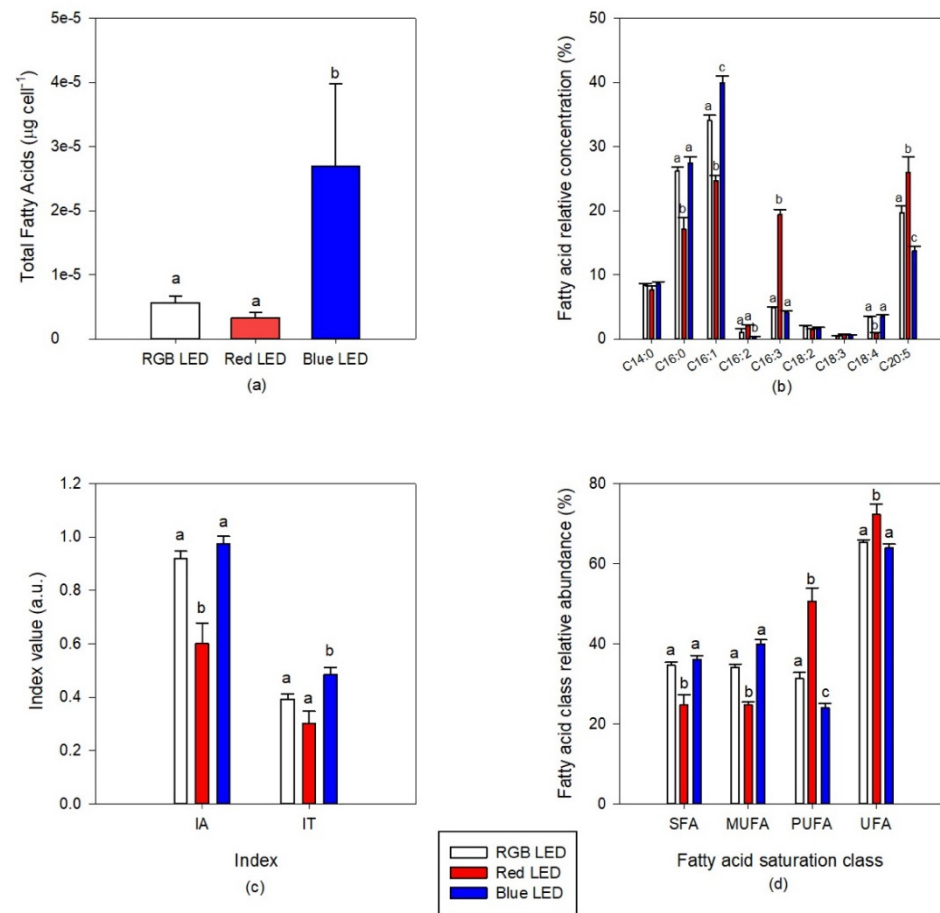 Total Fatty Acids (µg cell⁻¹)
5e-5
4e-5
3e-5
2e-5
1e-5
0
a
a
b
RGB LED Red LED Blue LED
(a)
Fatty acid relative concentration (%)
50
40
30
20
10
0
a b a
a b c
a a b
a b a
a b a
a b c
C14:0 C16:0 C16:1 C16:2 C16:3 C18:2 C18:3 C18:4 C20:5
(b)
Index value (a.u.)
1.2
1.0
0.8
0.6
0.4
0.2
0.0
a b a
a a b
IA IT
Index
(c)
Fatty acid class relative abundance (%)
80
60
40
20
0
a b a
a b a
a b c
a b a
SFA MUFA PUFA UFA
Fatty acid saturation class
(d)
RGB LED
Red LED
Blue LED